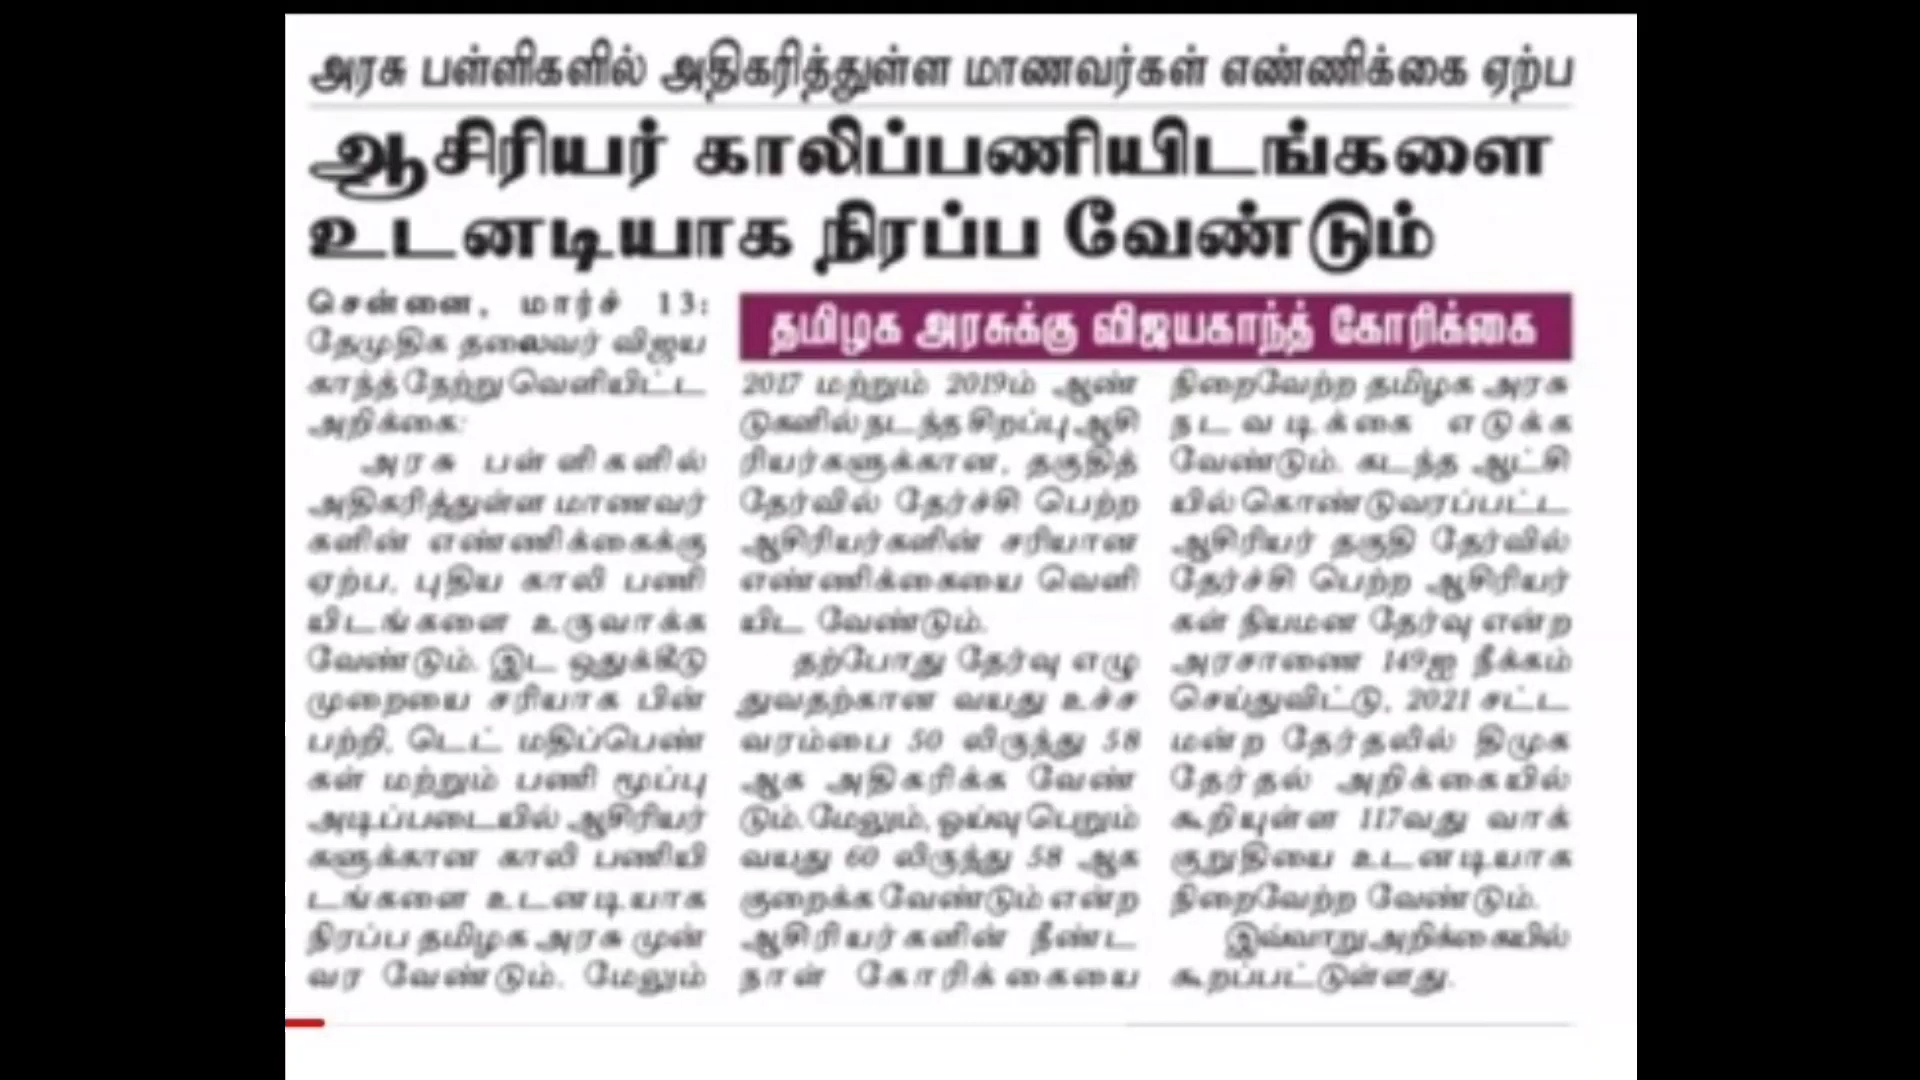 அரசு பள்ளிகளில் அதிகரித்துள்ள மாணவர்கள் எண்ணிக்கை ஏற்ப
ஆசிரியர் காலிப்பணியிடங்களை
உடனடியாக நிரப்ப வேண்டும்
தமிழக அரசுக்கு விஜயகாந்த் கோரிக்கை
சென்னை, மார்ச் 13:
தேமுதிக தலைவர் விஜய
காந்த் நேற்று வெளியிட்ட
அறிக்கை:
அரசு பள்ளிகளில்
அதிகரித்துள்ள மாணவர்
களின் எண்ணிக்கைக்கு
ஏற்ப, புதிய காலி பணி
யிடங்களை உருவாக்க
வேண்டும். இட ஒதுக்கீடு
முறையை சரியாக பின்
பற்றி, டெட் மதிப்பெண்
கள் மற்றும் பணி மூப்பு
அடிப்படையில் ஆசிரியர்
களுக்கான காலி பணியி
டங்களை உடனடியாக
நிரப்ப தமிழக அரசு முன்
வர வேண்டும். மேலும்
2017 மற்றும் 2019ம் ஆண்
டுகளில் நடந்த சிறப்பு ஆசி
ரியர்களுக்கான, தகுதித்
தேர்வில் தேர்ச்சி பெற்ற
ஆசிரியர்களின் சரியான
எண்ணிக்கையை வெளி
யிட வேண்டும்.
தற்போது தேர்வு எழு
துவதற்கான வயது உச்ச
வரம்பை 50 லிருந்து 58
ஆக அதிகரிக்க வேண்
டும். மேலும், ஓய்வு பெறும்
வயது 60 லிருந்து 58 ஆக
குறைக்க வேண்டும் என்ற
ஆசிரியர்களின் நீண்ட
நாள் கோரிக்கையை
நிறைவேற்ற தமிழக அரசு
நடவடிக்கை எடுக்க
வேண்டும். கடந்த ஆட்சி
யில் கொண்டுவரப்பட்ட
ஆசிரியர் தகுதி தேர்வில்
தேர்ச்சி பெற்ற ஆசிரியர்
கள் நியமன தேர்வு என்ற
அரசாணை 149ஐ நீக்கம்
செய்துவிட்டு, 2021 சட்ட
மன்ற தேர்தலில் திமுக
தேர்தல் அறிக்கையில்
கூறியுள்ள 117வது வாக்
குறுதியை உடனடியாக
நிறைவேற்ற வேண்டும்.
இவ்வாறு அறிக்கையில்
கூறப்பட்டுள்ளது.